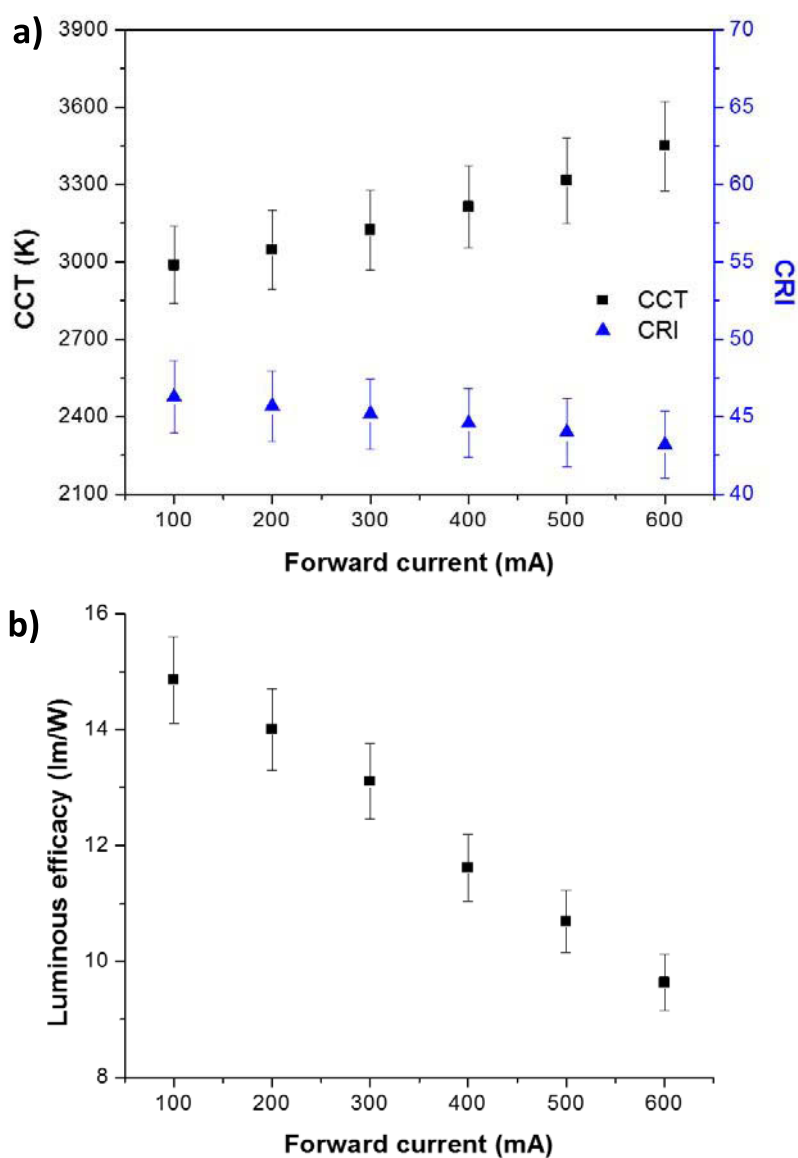 a)
3900
3600
3300
3000
2700
2400
2100
CCT (K)
70
65
60
55
50
45
40
CRI
CCT
CRI
100 200 300 400 500 600
Forward current (mA)
b)
16
14
12
10
8
Luminous efficacy (lm/W)
100 200 300 400 500 600
Forward current (mA)